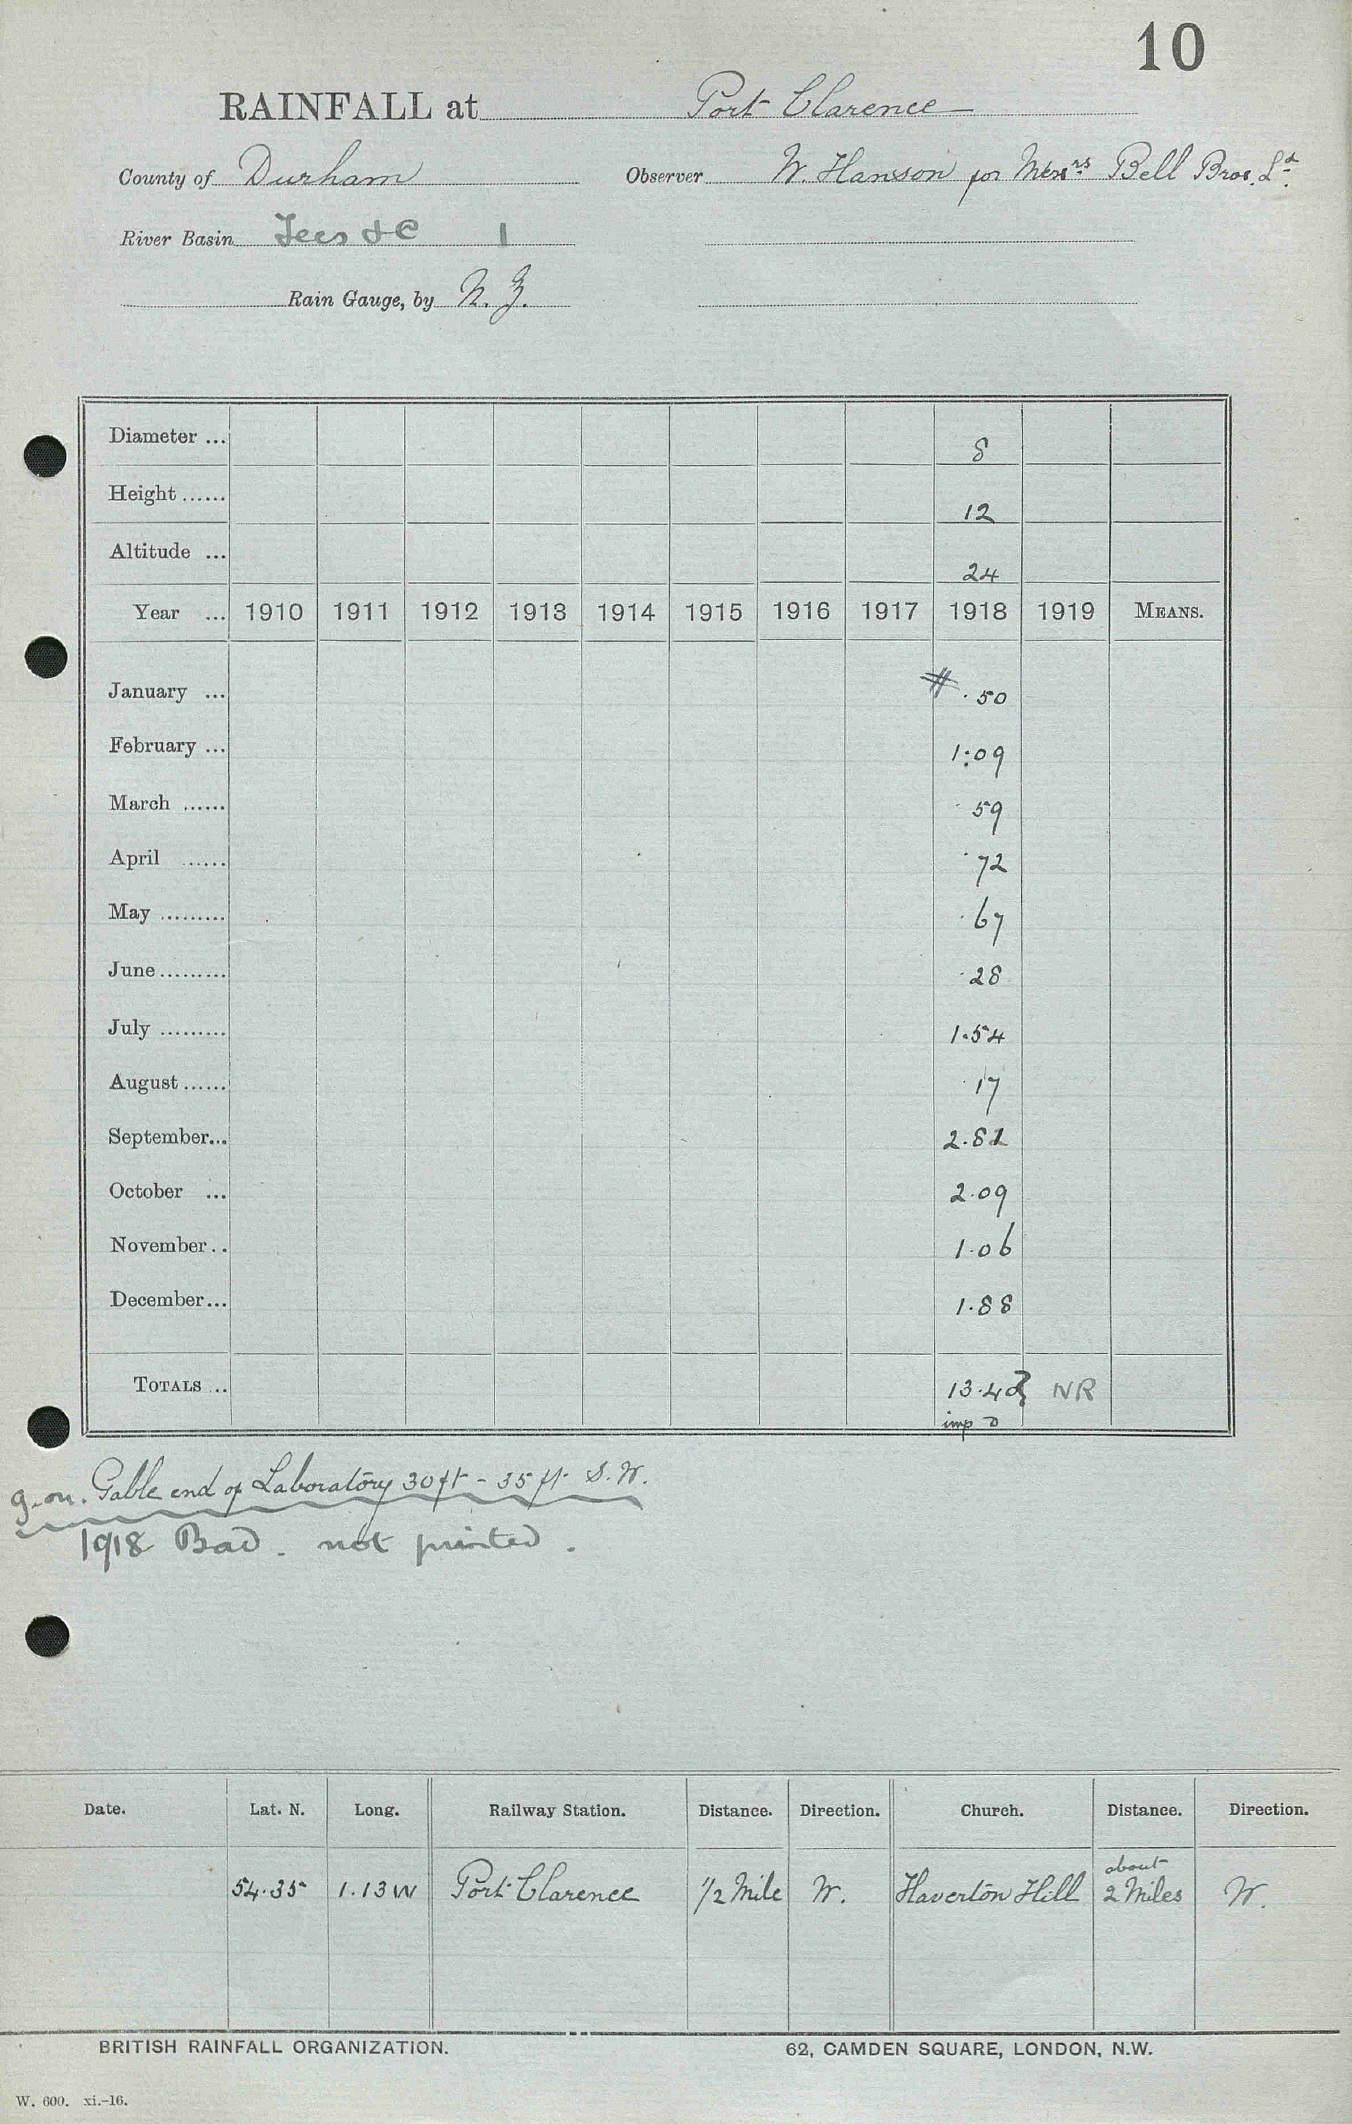 10
RAINFALL at Port Clarence
County of Durham Observer W. Hanson for Messrs Bell Bros. Ld.
River Basin Tees &c 1
Rain Gauge, by N. Z.
Diameter ... 8
Height ...... 12
Altitude ... 24
Year ... 1910 1911 1912 1913 1914 1915 1916 1917 1918 1919 MEANS.
January ... # .50
February ... 1.09
March ...... .59
April ...... .72
May ......... .67
June ......... .28
July ......... 1.54
August ...... .17
September... 2.81
October ... 2.09
November .. 1.06
December... 1.88
TOTALS ... 13.42 NR
imp D
g. on. Gable end of Laboratory 30 ft - 35 ft S.W.
1918 Bad. not printed.
Date. Lat. N. Long. Railway Station. Distance. Direction. Church. Distance. Direction.
54.35 1.13 W Port Clarence 1/2 Mile W. Haverton Hill about 2 Miles W.
BRITISH RAINFALL ORGANIZATION. 62, CAMDEN SQUARE, LONDON, N.W.
W. 600. xi.-16.